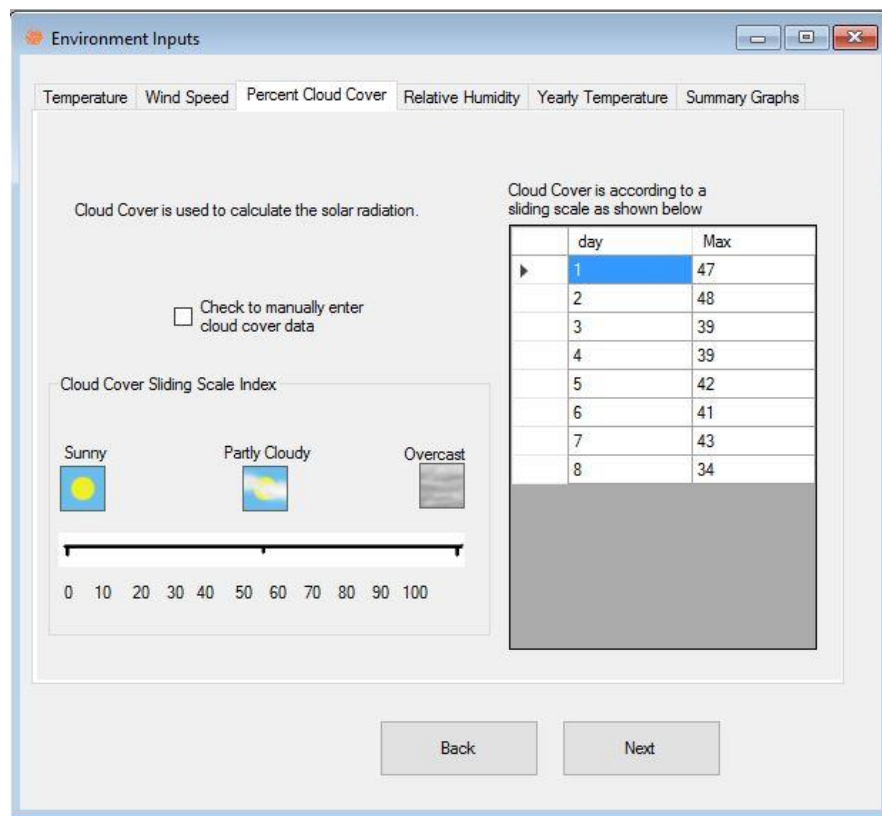 Environment Inputs
Temperature Wind Speed Percent Cloud Cover Relative Humidity Yearly Temperature Summary Graphs
Cloud Cover is used to calculate the solar radiation.
Check to manually enter
cloud cover data
Cloud Cover Sliding Scale Index
Sunny Partly Cloudy Overcast
0 10 20 30 40 50 60 70 80 90 100
Cloud Cover is according to a
sliding scale as shown below
day Max
1 47
2 48
3 39
4 39
5 42
6 41
7 43
8 34
Back Next